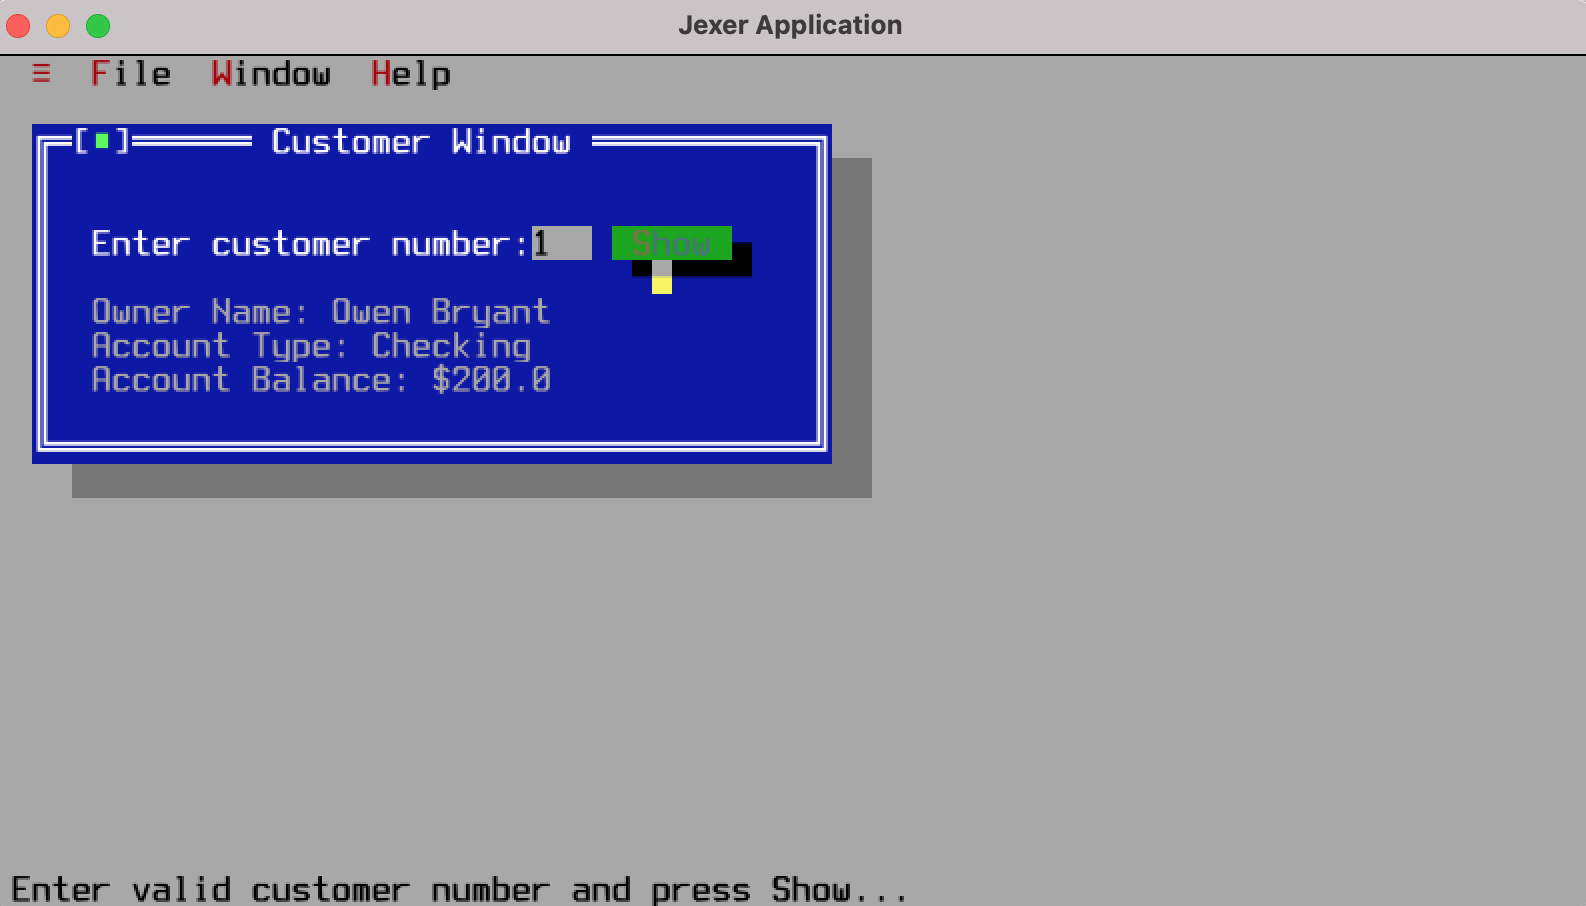 Jexer Application
≡ File Window Help
[■] Customer Window
Enter customer number:1 Show
Owner Name: Owen Bryant
Account Type: Checking
Account Balance: $200.0
Enter valid customer number and press Show...